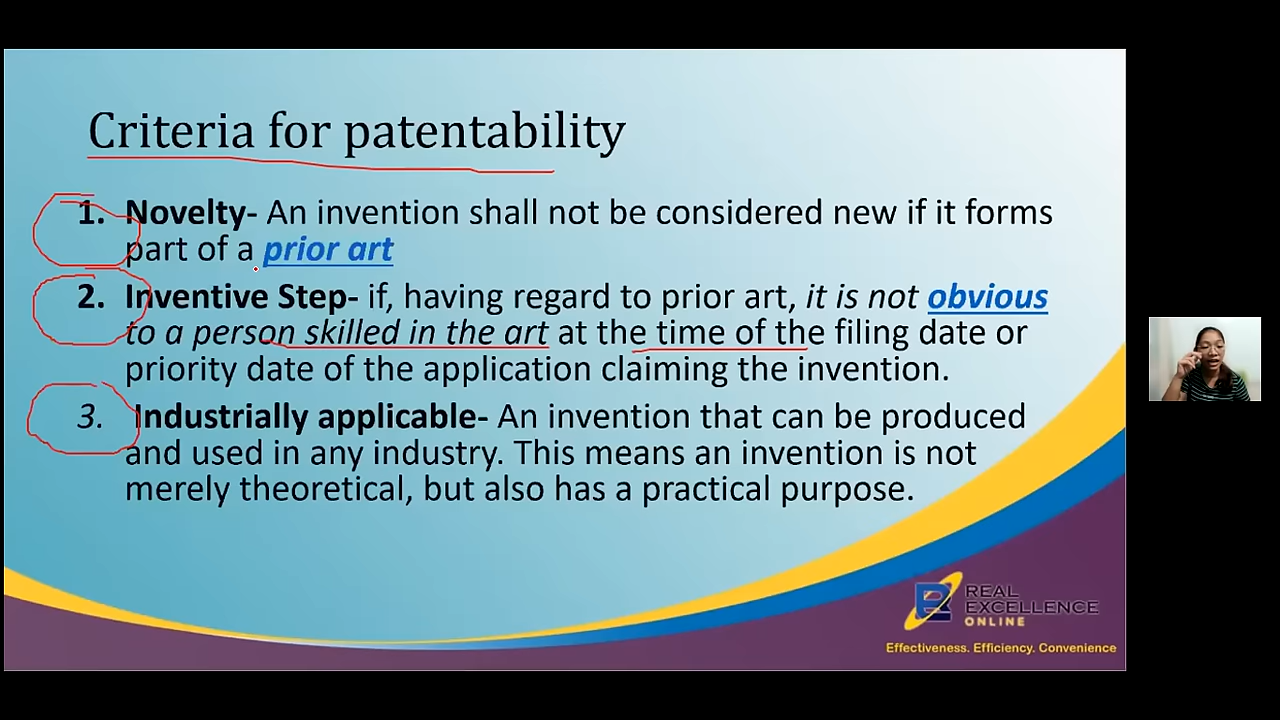 Criteria for patentability
1. Novelty- An invention shall not be considered new if it forms
part of a prior art
2. Inventive Step- if, having regard to prior art, it is not obvious
to a person skilled in the art at the time of the filing date or
priority date of the application claiming the invention.
3. Industrially applicable- An invention that can be produced
and used in any industry. This means an invention is not
merely theoretical, but also has a practical purpose.
REAL
EXCELLENCE
ONLINE
Effectiveness. Efficiency. Convenience